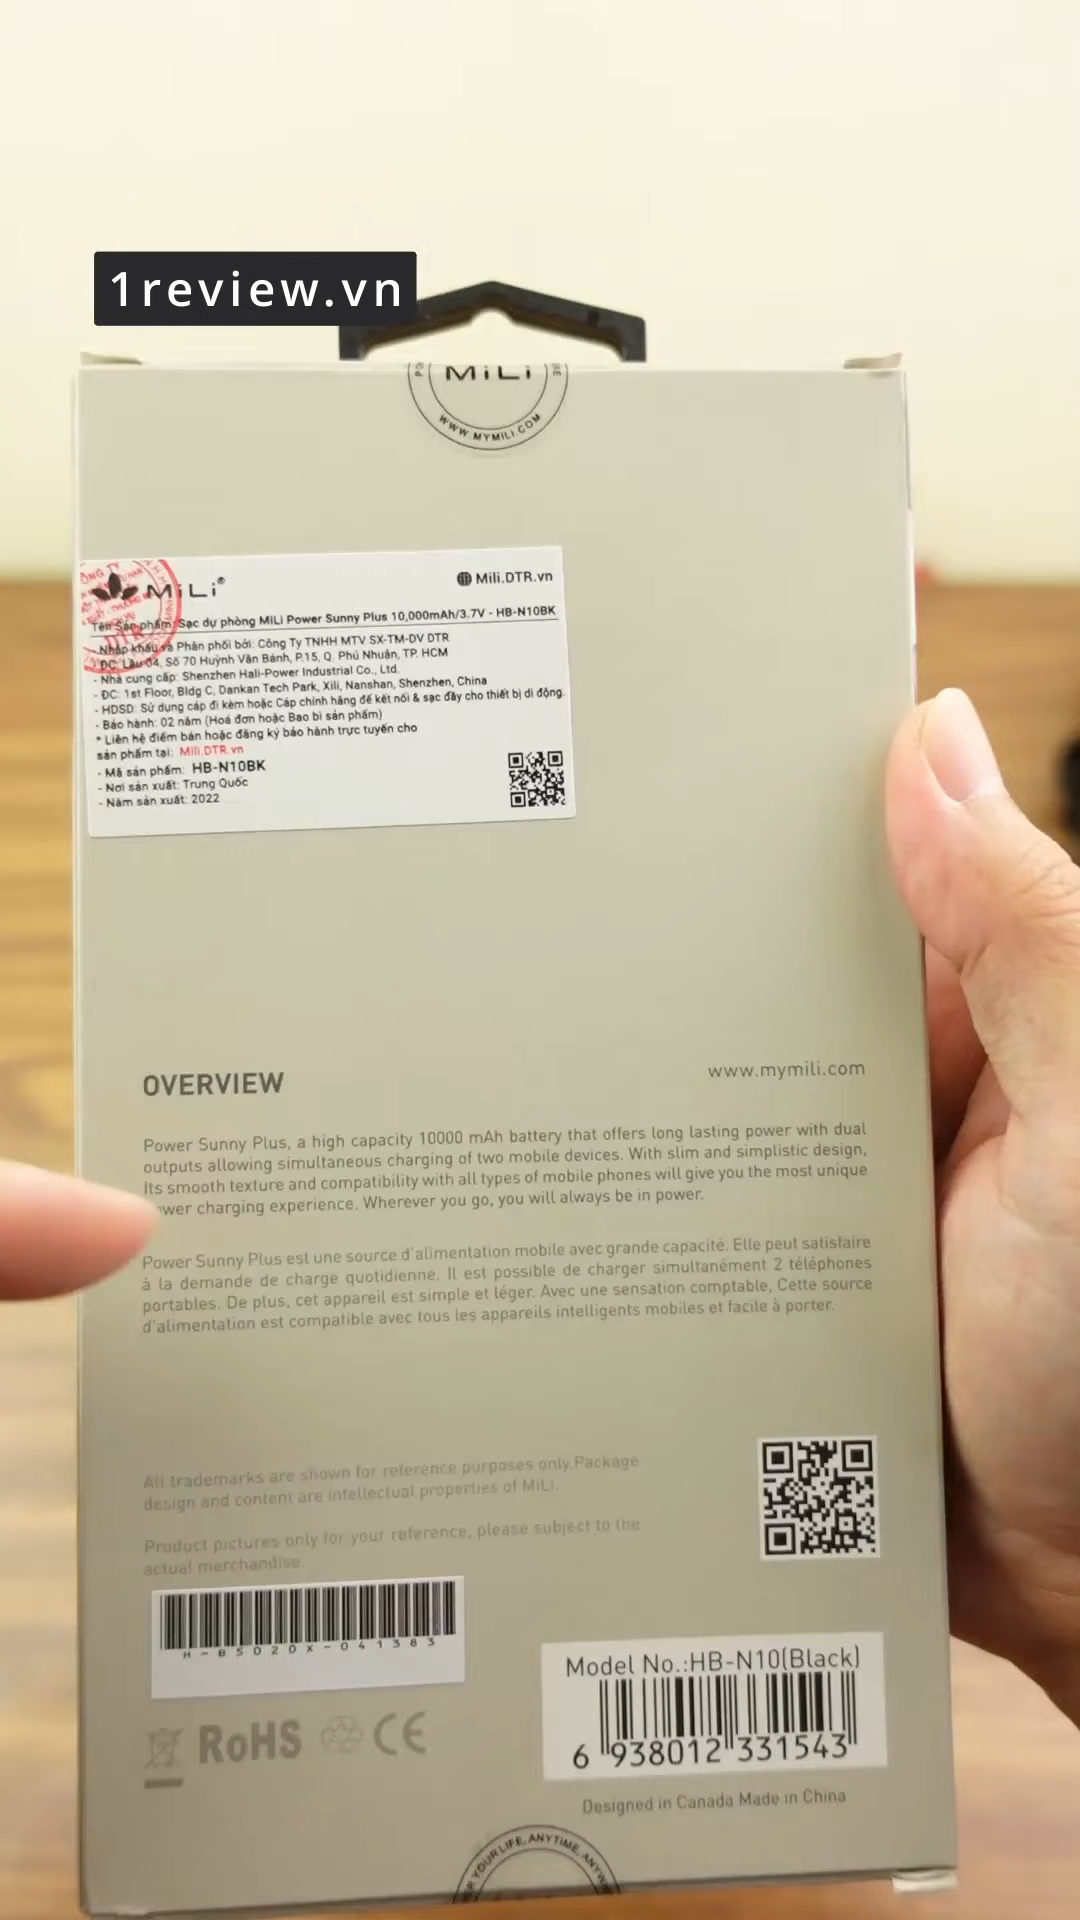 1review.vn
MiLi
WWW.MYMILI.COM
MiLi®
Mili.DTR.vn
Tên Sản phẩm: Sạc dự phòng MiLi Power Sunny Plus 10,000mAh/3.7V - HB-N10BK
- Nhập khẩu và Phân phối bởi: Công Ty TNHH MTV SX-TM-DV DTR
- ĐC: Lầu 04, Số 70 Huỳnh Văn Bánh, P.15, Q. Phú Nhuận, TP. HCM
- Nhà cung cấp: Shenzhen Hali-Power Industrial Co., Ltd.
- ĐC: 1st Floor, Bldg C, Dankan Tech Park, Xili, Nanshan, Shenzhen, China
- HDSD: Sử dụng cáp đi kèm hoặc Cáp chính hãng để kết nối & sạc đầy cho thiết bị di động.
- Bảo hành: 02 năm (Hoá đơn hoặc Bao bì sản phẩm)
* Liên hệ điểm bán hoặc đăng ký bảo hành trực tuyến cho
sản phẩm tại: Mili.DTR.vn
- Mã sản phẩm: HB-N10BK
- Nơi sản xuất: Trung Quốc
- Năm sản xuất: 2022
OVERVIEW
www.mymili.com
Power Sunny Plus, a high capacity 10000 mAh battery that offers long lasting power with dual
outputs allowing simultaneous charging of two mobile devices. With slim and simplistic design,
Its smooth texture and compatibility with all types of mobile phones will give you the most unique
wer charging experience. Wherever you go, you will always be in power.
Power Sunny Plus est une source d'alimentation mobile avec grande capacité. Elle peut satisfaire
à la demande de charge quotidienne. Il est possible de charger simultanément 2 téléphones
portables. De plus, cet appareil est simple et léger. Avec une sensation comptable, Cette source
d'alimentation est compatible avec tous les appareils intelligents mobiles et facile à porter.
All trademarks are shown for reference purposes only.Package
design and content are intellectual properties of MiLi.
Product pictures only for your reference, please subject to the
actual merchandise.
H-B5020X-041383
RoHS CE
Model No.:HB-N10(Black)
6 938012 331543
Designed in Canada Made in China
YOUR LIFE, ANYTIME, ANYW